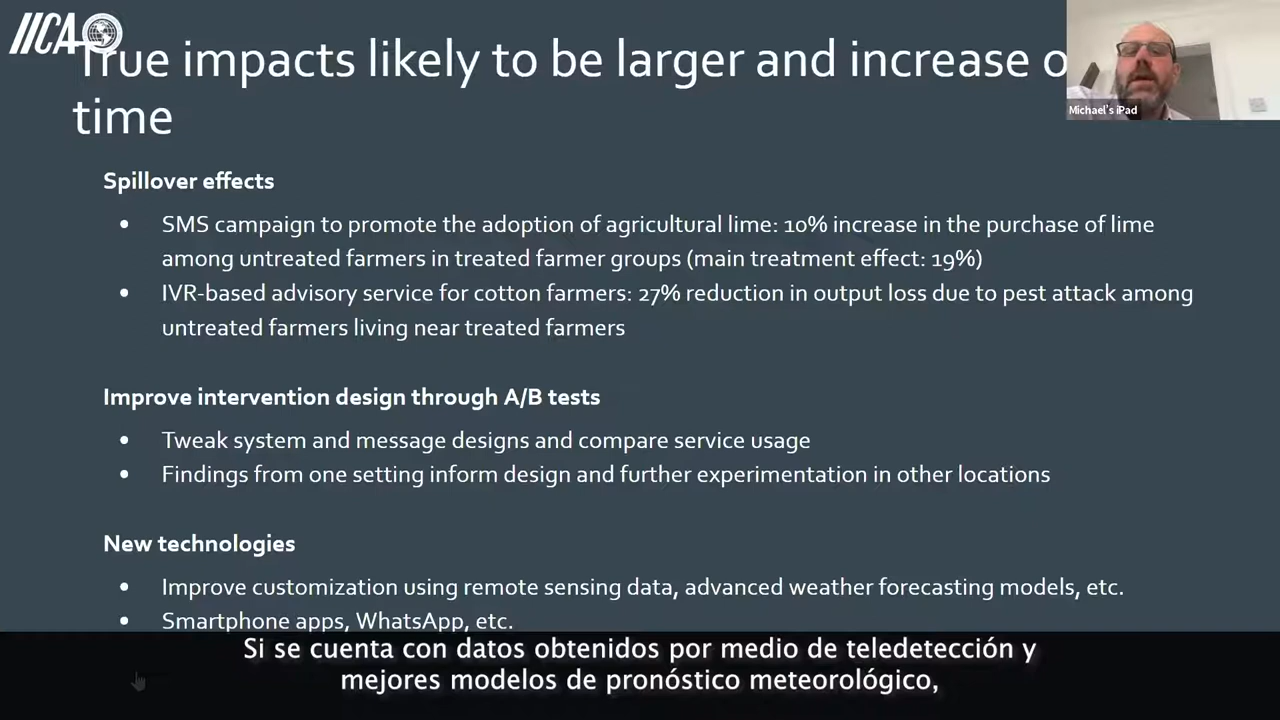 IICA
True impacts likely to be larger and increase o
time
Michael's iPad
Spillover effects
• SMS campaign to promote the adoption of agricultural lime: 10% increase in the purchase of lime
among untreated farmers in treated farmer groups (main treatment effect: 19%)
• IVR-based advisory service for cotton farmers: 27% reduction in output loss due to pest attack among
untreated farmers living near treated farmers
Improve intervention design through A/B tests
• Tweak system and message designs and compare service usage
• Findings from one setting inform design and further experimentation in other locations
New technologies
• Improve customization using remote sensing data, advanced weather forecasting models, etc.
• Smartphone apps, WhatsApp, etc.
Si se cuenta con datos obtenidos por medio de teledetección y
mejores modelos de pronóstico meteorológico,